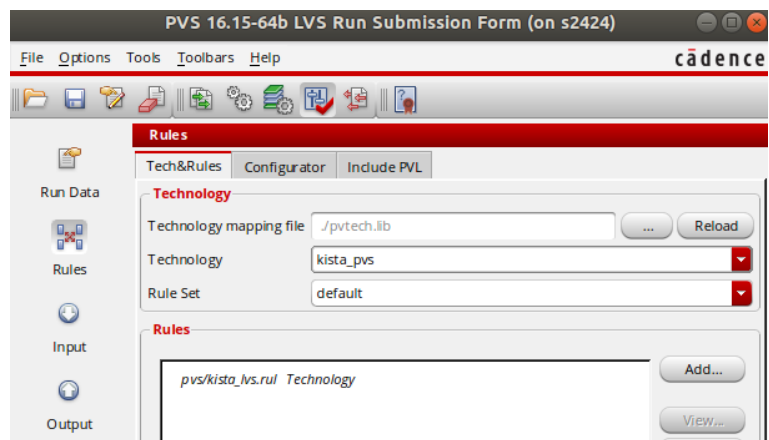 PVS 16.15-64b LVS Run Submission Form (on s2424)
File Options Tools Toolbars Help
cādence
Rules
Tech&Rules Configurator Include PVL
Run Data
Technology
Technology mapping file ./pvtech.lib ... Reload
Technology kista_pvs
Rules
Rule Set default
Input
Rules
pvs/kista_lvs.rul Technology
Add...
Output
View...